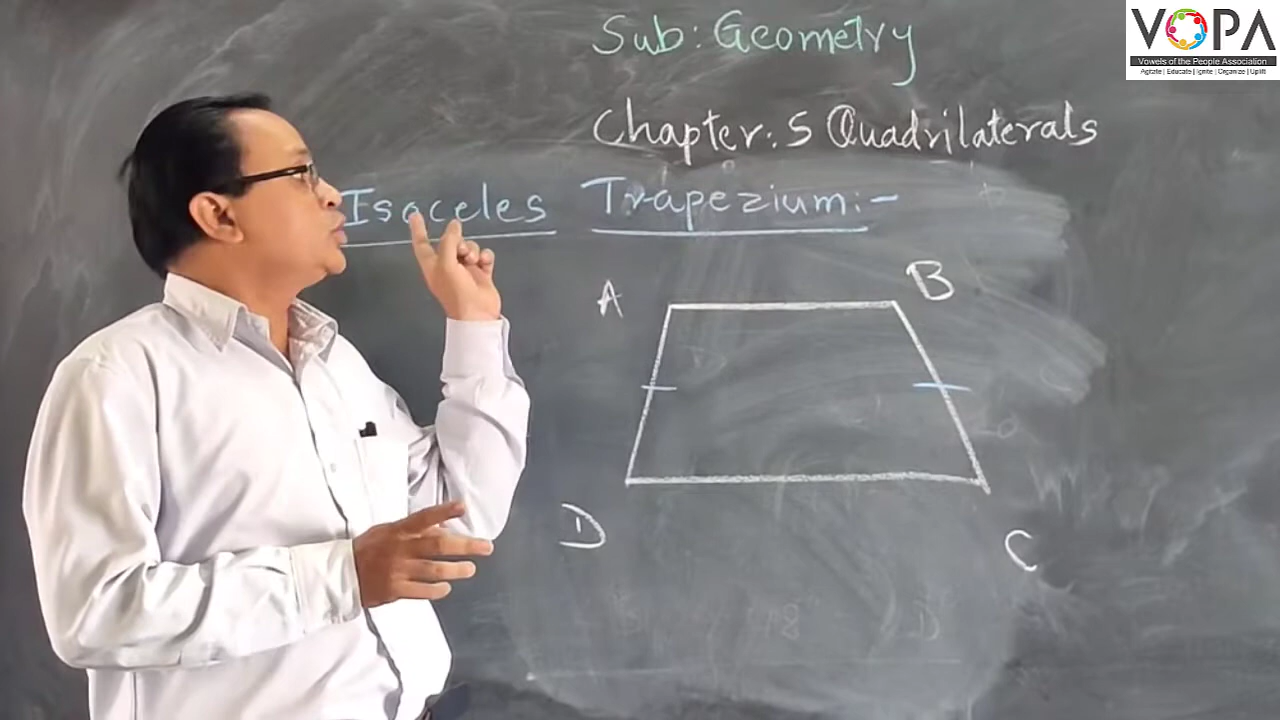 VOPA
Vowels of the People Association
Agitate | Educate | Ignite | Organize | Uplift
Sub: Geometry
Chapter: 5 Quadrilaterals
Isoceles Trapezium:-
A
B
D
C